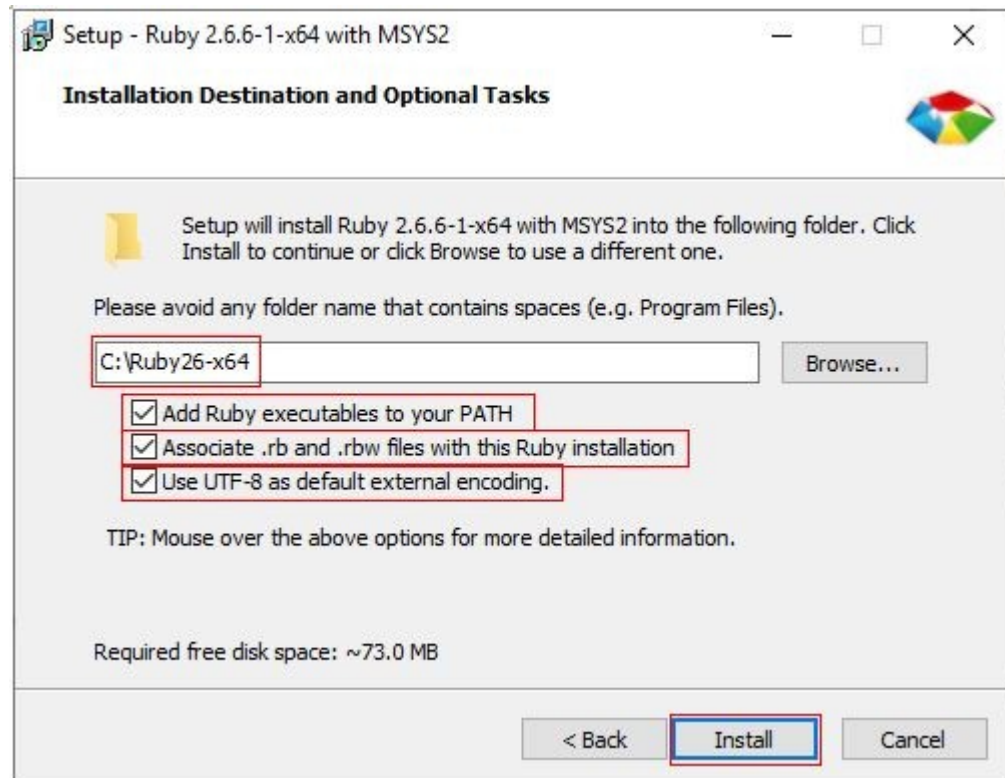 Setup - Ruby 2.6.6-1-x64 with MSYS2
Installation Destination and Optional Tasks
Setup will install Ruby 2.6.6-1-x64 with MSYS2 into the following folder. Click
Install to continue or click Browse to use a different one.
Please avoid any folder name that contains spaces (e.g. Program Files).
C:\Ruby26-x64
Browse...
Add Ruby executables to your PATH
Associate .rb and .rbw files with this Ruby installation
Use UTF-8 as default external encoding.
TIP: Mouse over the above options for more detailed information.
Required free disk space: ~73.0 MB
< Back Install Cancel